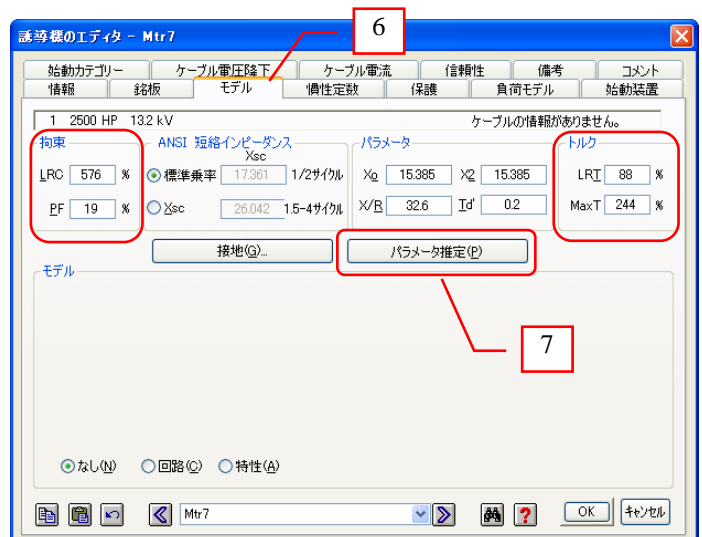 6
誘導機のエディタ - Mtr7
始動カテゴリー ケーブル電圧降下 ケーブル電流 信頼性 備考 コメント
情報 銘板 モデル 慣性定数 保護 負荷モデル 始動装置
1 2500 HP 13.2 kV ケーブルの情報がありません。
拘束 ANSI 短絡インピーダンス パラメータ トルク
Xsc
LRC 576 % 標準乗率 17.361 1/2サイクル Xo 15.385 X2 15.385 LRT 88 %
PF 19 % Xsc 26.042 1.5-4サイクル X/R 32.6 Td' 0.2 MaxT 244 %
接地(G)... パラメータ推定(P)
モデル
7
なし(N) 回路(C) 特性(A)
Mtr7 ? OK キャンセル